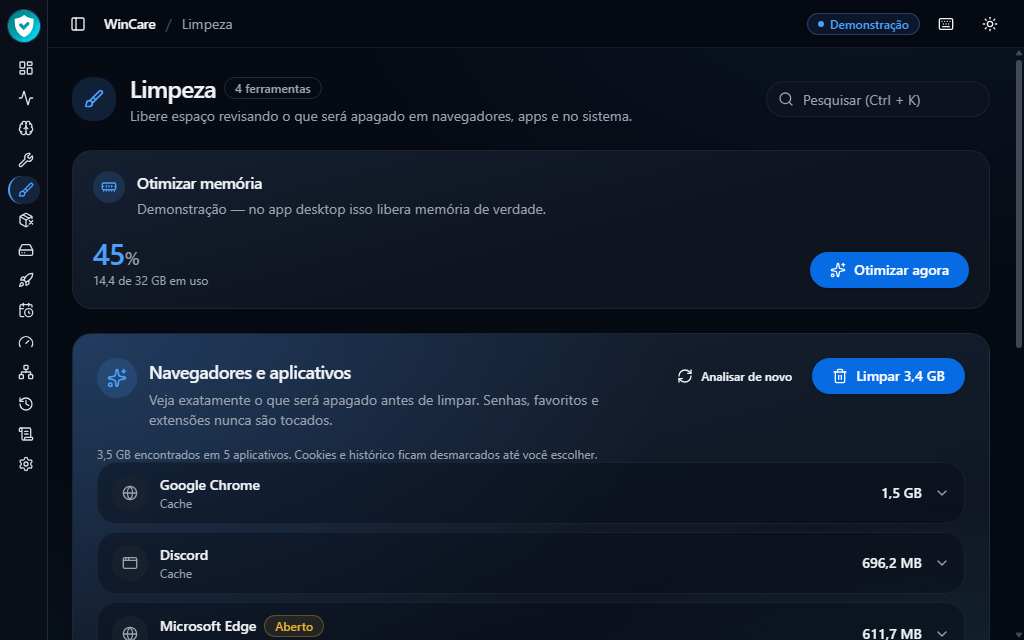 WinCare / Limpeza
Demonstração
Limpeza
4 ferramentas
Libere espaço revisando o que será apagado em navegadores, apps e no sistema.
Pesquisar (Ctrl + K)
Otimizar memória
Demonstração — no app desktop isso libera memória de verdade.
45%
14,4 de 32 GB em uso
Otimizar agora
Navegadores e aplicativos
Veja exatamente o que será apagado antes de limpar. Senhas, favoritos e
extensões nunca são tocados.
Analisar de novo
Limpar 3,4 GB
3,5 GB encontrados em 5 aplicativos. Cookies e histórico ficam desmarcados até você escolher.
Google Chrome
Cache
1,5 GB
Discord
Cache
696,2 MB
Microsoft Edge
Aberto
611,7 MB